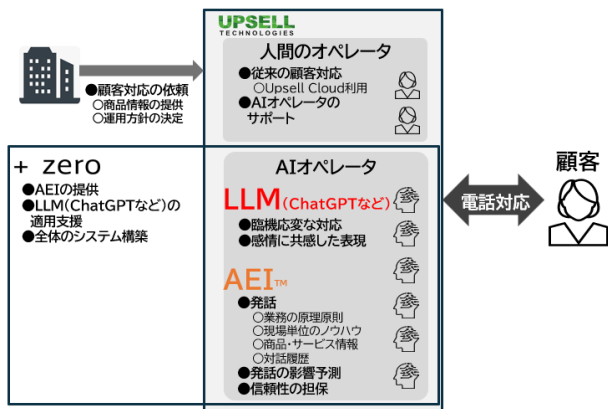 UPSELL
TECHNOLOGIES
人間のオペレータ
●従来の顧客対応
○Upsell Cloud利用
●AIオペレータの
サポート
●顧客対応の依頼
○商品情報の提供
○運用方針の決定
+ zero
●AEIの提供
●LLM(ChatGPTなど)の
適用支援
●全体のシステム構築
AIオペレータ
LLM(ChatGPTなど)
●臨機応変な対応
●感情に共感した表現
AEI™
●発話
○業務の原理原則
○現場単位のノウハウ
○商品・サービス情報
○対話履歴
●発話の影響予測
●信頼性の担保
電話対応
顧客